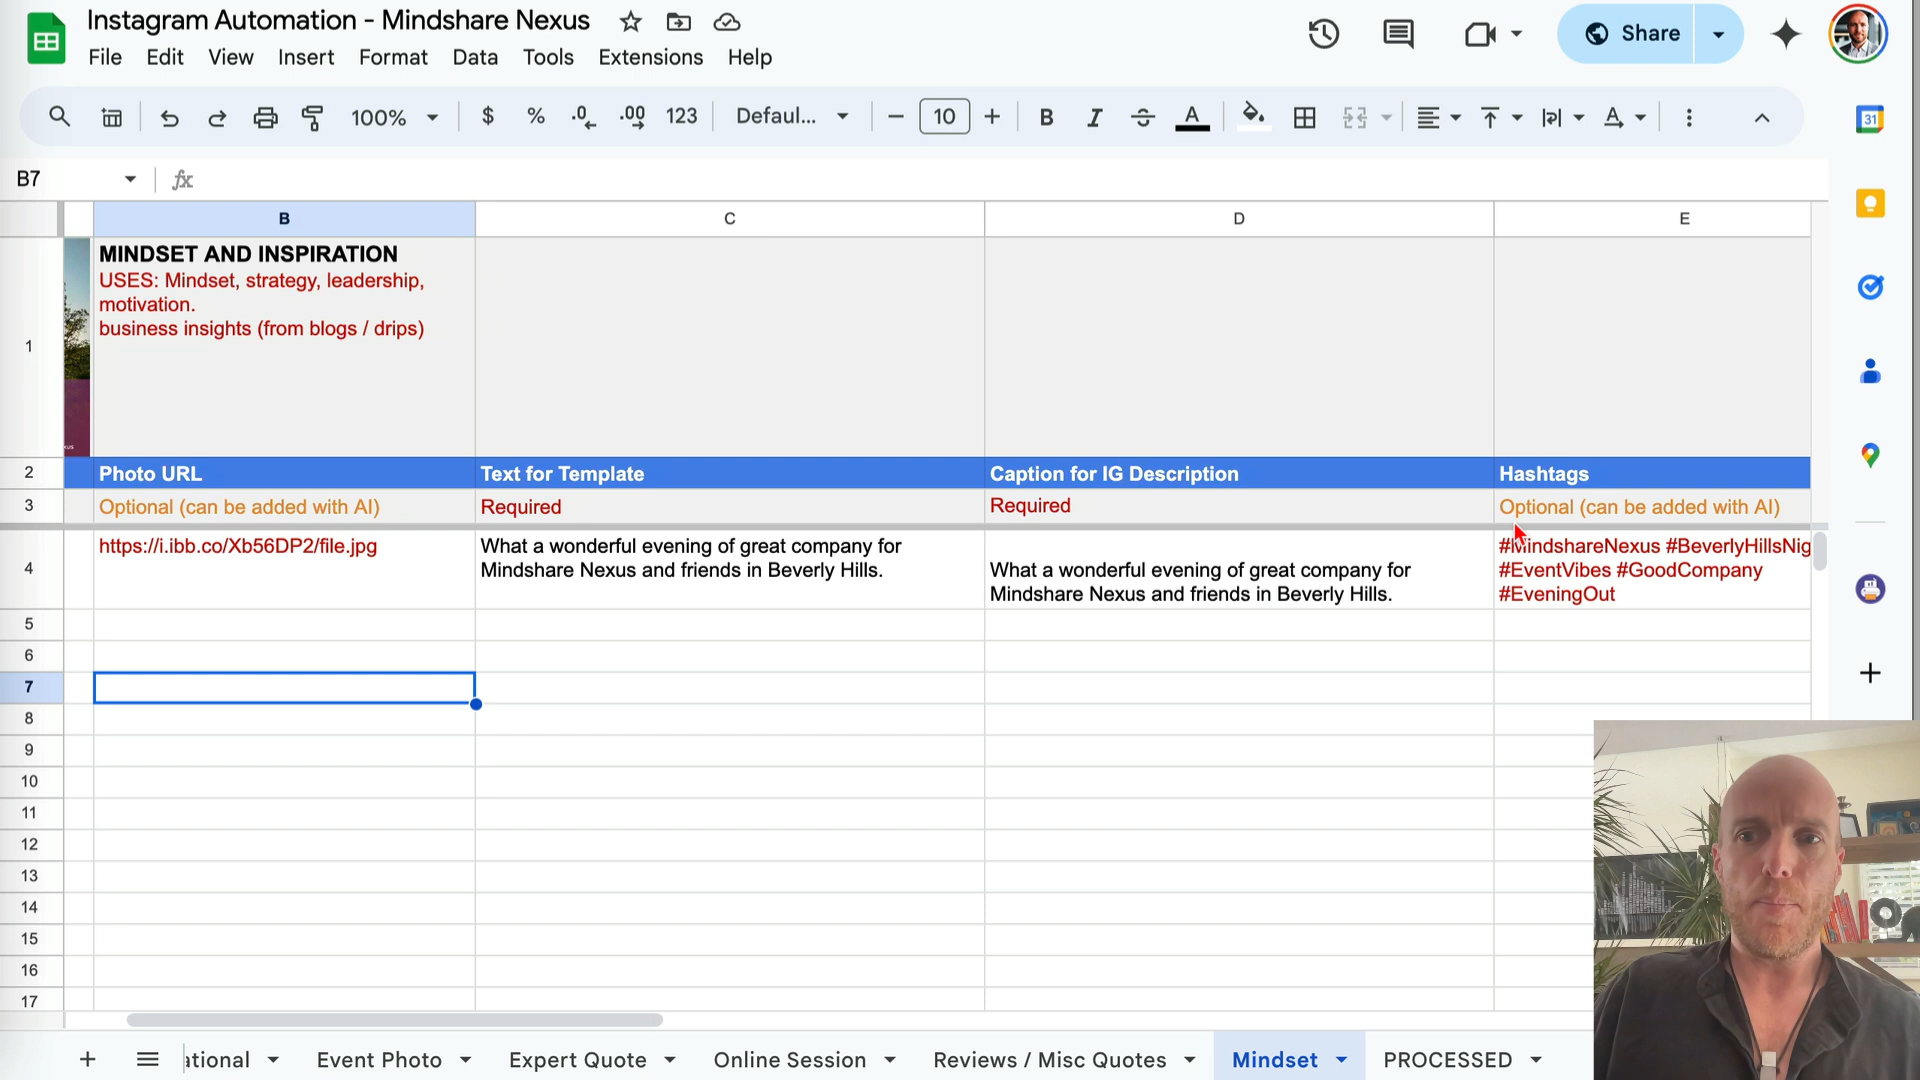 Instagram Automation - Mindshare Nexus
File Edit View Insert Format Data Tools Extensions Help
Share
31
100% $ % .0 .00 123 Defaul... 10 B I A A
B7 fx
B C D E
1 MINDSET AND INSPIRATION
USES: Mindset, strategy, leadership,
motivation.
business insights (from blogs / drips)
2 Photo URL Text for Template Caption for IG Description Hashtags
3 Optional (can be added with AI) Required Required Optional (can be added with AI)
4 https://i.ibb.co/Xb56DP2/file.jpg
What a wonderful evening of great company for
Mindshare Nexus and friends in Beverly Hills.
What a wonderful evening of great company for
Mindshare Nexus and friends in Beverly Hills.
#MindshareNexus #BeverlyHillsNig
#EventVibes #GoodCompany
#EveningOut
5
6
7
8
9
10
11
12
13
14
15
16
17
ational Event Photo Expert Quote Online Session Reviews / Misc Quotes Mindset PROCESSED